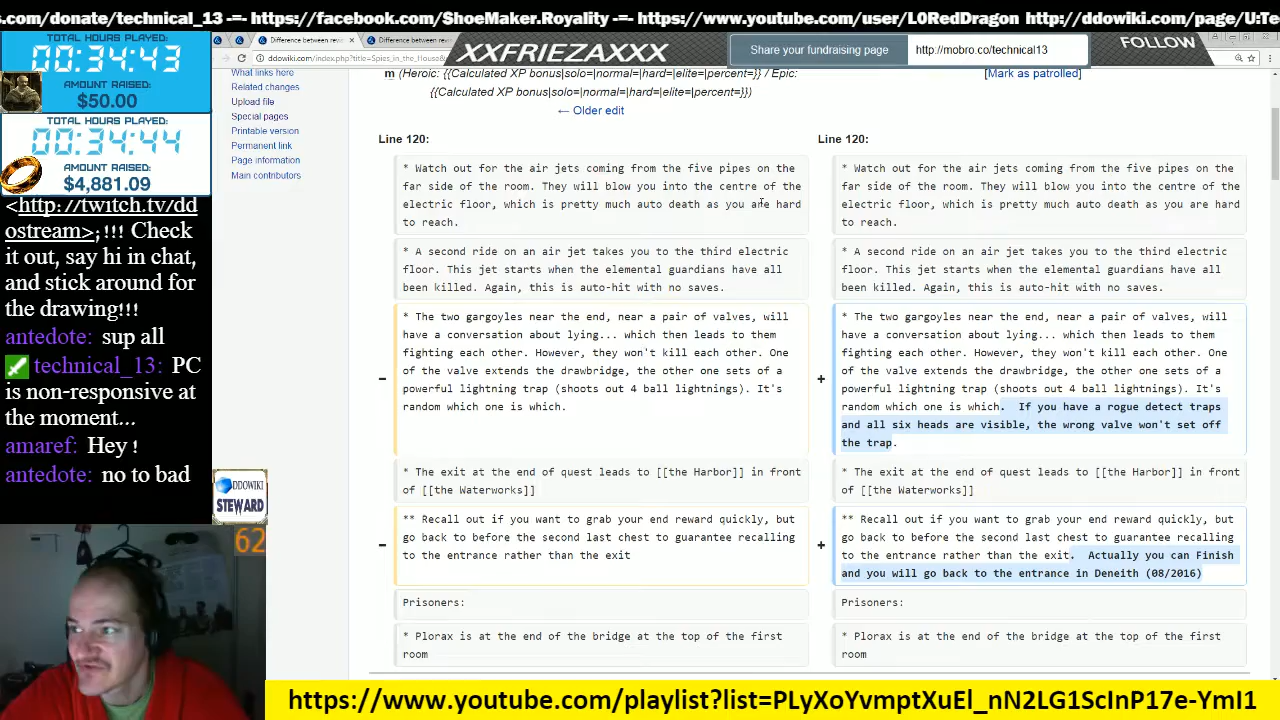 s.com/donate/technical_13 -=- https://facebook.com/$hoeMaker.Royality -=- https://www.youtube.com/user/L0RedDragon http://ddowiki.com/page/U:Te
TOTAL HOURS PLAYED:
00:34:43
AMOUNT RAISED:
$50.00
TOTAL HOURS PLAYED:
00:34:44
AMOUNT RAISED:
$4,881.09
<http://twitch.tv/dd
ostream>;!!! Check
it out, say hi in chat,
and stick around for
the drawing!!!
antedote: sup all
technical_13: PC
is non-responsive at
the moment...
amaref: Hey !
antedote: no to bad
DDOWIKI
STEWARD
62
Difference between rev
Difference between rev
XXFRIEZAXXX
Share your fundraising page
http://mobro.co/technical13
FOLLOW
ddowiki.com/index.php?title=Spies_in_the_House&
What links here
Related changes
Upload file
Special pages
Printable version
Permanent link
Page information
Main contributors
m (Heroic: {{Calculated XP bonus|solo=|normal=|hard=|elite=|percent=}} / Epic:
{{Calculated XP bonus|solo=|normal=|hard=|elite=|percent=}})
← Older edit
[Mark as patrolled]
Line 120:
* Watch out for the air jets coming from the five pipes on the
far side of the room. They will blow you into the centre of the
electric floor, which is pretty much auto death as you are hard
to reach.
* A second ride on an air jet takes you to the third electric
floor. This jet starts when the elemental guardians have all
been killed. Again, this is auto-hit with no saves.
- * The two gargoyles near the end, near a pair of valves, will
have a conversation about lying... which then leads to them
fighting each other. However, they won't kill each other. One
of the valve extends the drawbridge, the other one sets of a
powerful lightning trap (shoots out 4 ball lightnings). It's
random which one is which.
* The exit at the end of quest leads to [[the Harbor]] in front
of [[the Waterworks]]
- ** Recall out if you want to grab your end reward quickly, but
go back to before the second last chest to guarantee recalling
to the entrance rather than the exit
Prisoners:
* Plorax is at the end of the bridge at the top of the first
room
Line 120:
* Watch out for the air jets coming from the five pipes on the
far side of the room. They will blow you into the centre of the
electric floor, which is pretty much auto death as you are hard
to reach.
* A second ride on an air jet takes you to the third electric
floor. This jet starts when the elemental guardians have all
been killed. Again, this is auto-hit with no saves.
+ * The two gargoyles near the end, near a pair of valves, will
have a conversation about lying... which then leads to them
fighting each other. However, they won't kill each other. One
of the valve extends the drawbridge, the other one sets of a
powerful lightning trap (shoots out 4 ball lightnings). It's
random which one is which.  If you have a rogue detect traps
and all six heads are visible, the wrong valve won't set off
the trap.
* The exit at the end of quest leads to [[the Harbor]] in front
of [[the Waterworks]]
+ ** Recall out if you want to grab your end reward quickly, but
go back to before the second last chest to guarantee recalling
to the entrance rather than the exit.  Actually you can Finish
and you will go back to the entrance in Deneith (08/2016)
Prisoners:
* Plorax is at the end of the bridge at the top of the first
room
https://www.youtube.com/playlist?list=PLyXoYvmptXuEl_nN2LG1ScInP17e-YmI1